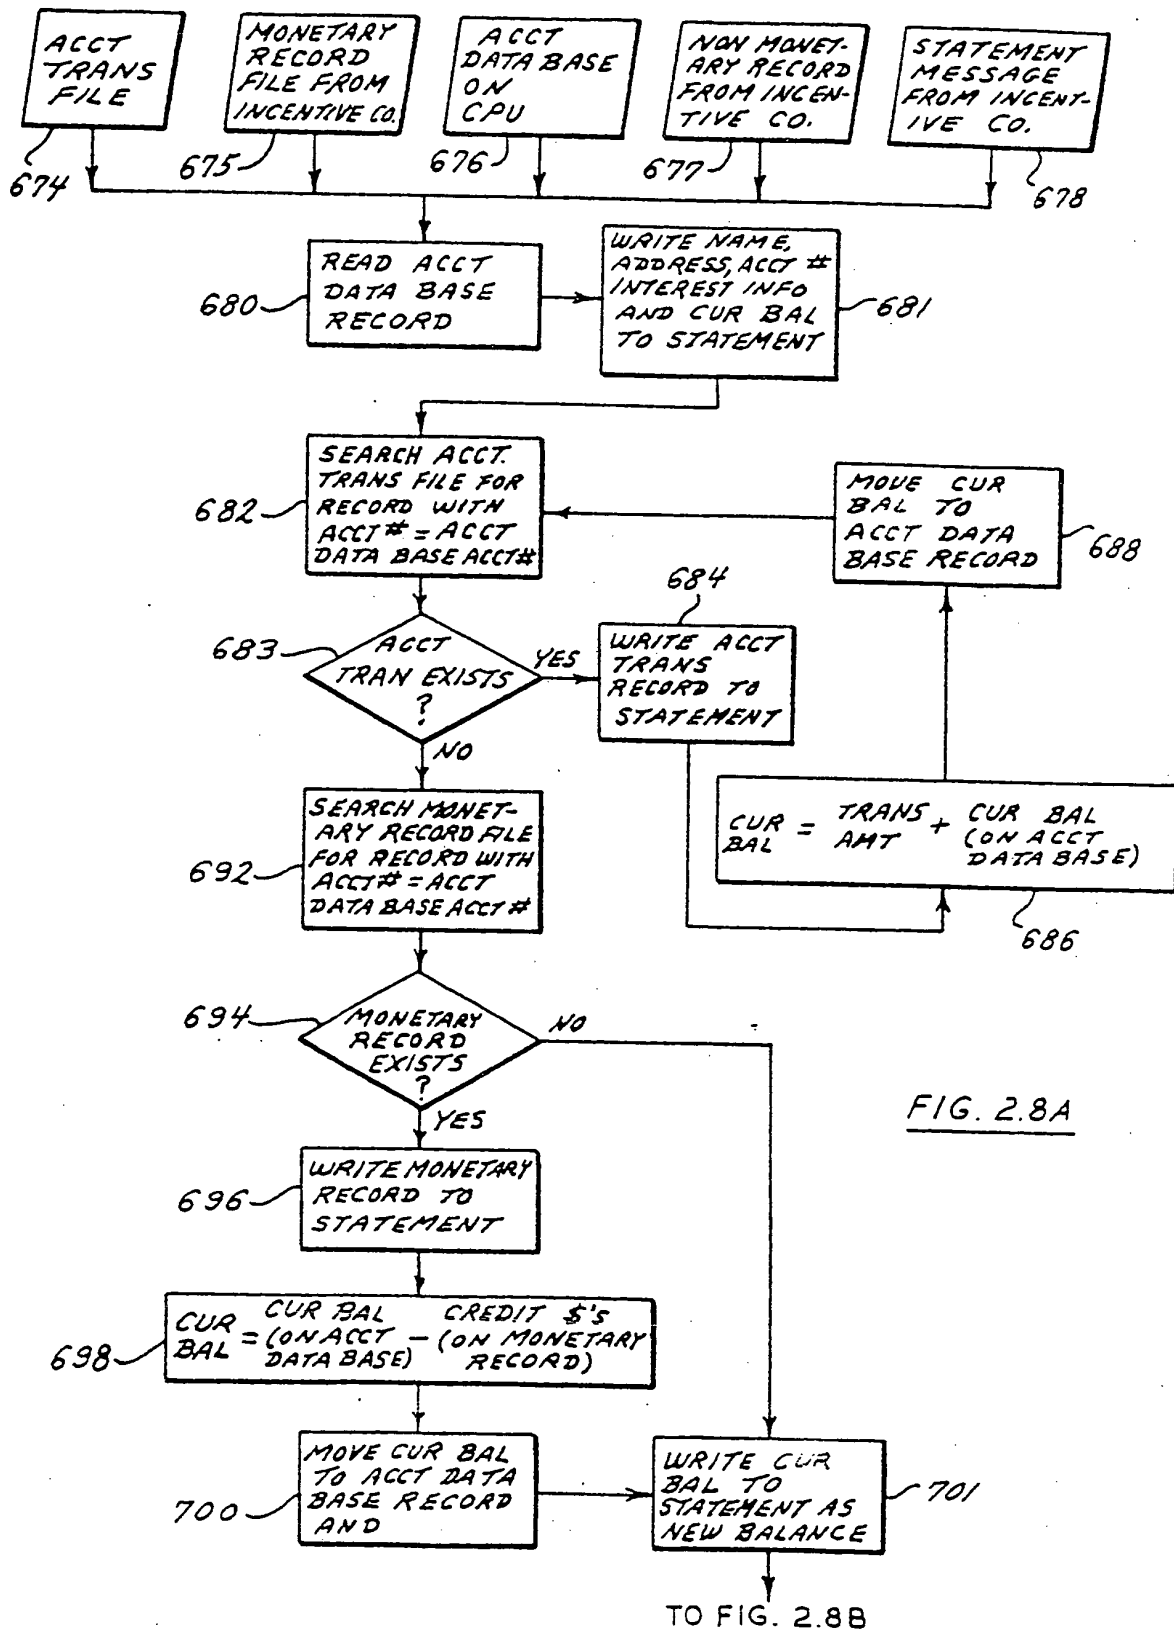 ACCT
TRANS
FILE
674
MONETARY
RECORD
FILE FROM
INCENTIVE CO.
675
ACCT
DATA BASE
ON
CPU
676
NON MONET-
ARY RECORD
FROM INCEN-
TIVE CO.
677
STATEMENT
MESSAGE
FROM INCENT-
IVE CO.
678
READ ACCT
DATA BASE
RECORD
680
WRITE NAME,
ADDRESS, ACCT #
INTEREST INFO
AND CUR BAL
TO STATEMENT
681
SEARCH ACCT.
TRANS FILE FOR
RECORD WITH
ACCT # = ACCT
DATA BASE ACCT #
682
MOVE CUR
BAL TO
ACCT DATA
BASE RECORD
688
ACCT
TRAN EXISTS
?
683
YES
NO
684
WRITE ACCT
TRANS
RECORD TO
STATEMENT
CUR BAL = TRANS AMT + CUR BAL
(ON ACCT
DATA BASE)
686
SEARCH MONET-
ARY RECORD FILE
FOR RECORD WITH
ACCT # = ACCT
DATA BASE ACCT #
692
MONETARY
RECORD
EXISTS
?
694
NO
YES
FIG. 2.8A
WRITE MONETARY
RECORD TO
STATEMENT
696
CUR BAL = CUR BAL (ON ACCT DATA BASE) - CREDIT $'S (ON MONETARY RECORD)
698
MOVE CUR BAL
TO ACCT DATA
BASE RECORD
AND
700
WRITE CUR
BAL TO
STATEMENT AS
NEW BALANCE
701
TO FIG. 2.8B